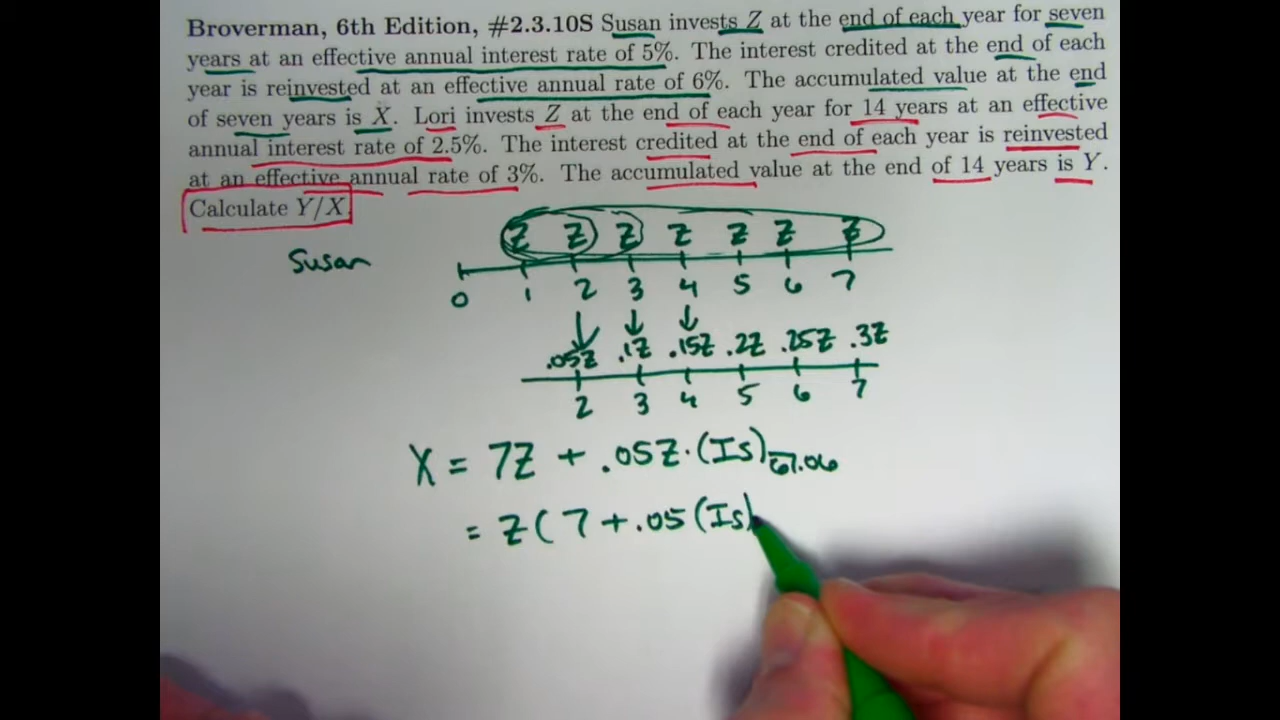 Broverman, 6th Edition, #2.3.10S Susan invests Z at the end of each year for seven
years at an effective annual interest rate of 5%. The interest credited at the end of each
year is reinvested at an effective annual rate of 6%. The accumulated value at the end
of seven years is X. Lori invests Z at the end of each year for 14 years at an effective
annual interest rate of 2.5%. The interest credited at the end of each year is reinvested
at an effective annual rate of 3%. The accumulated value at the end of 14 years is Y.
Calculate Y/X.
Susan
Z Z Z Z Z Z Z
0 1 2 3 4 5 6 7
.05Z .1Z .15Z .2Z .25Z .3Z
2 3 4 5 6 7
X = 7Z + .05Z·(Is)6|.06
= Z( 7 + .05 (Is)